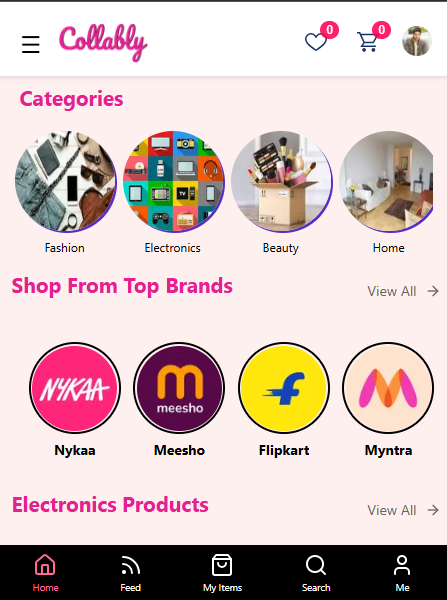 Collably
0
0
Categories
Fashion
Electronics
Beauty
Home
Shop From Top Brands
View All
NYKAA
meesho
Nykaa
Meesho
Flipkart
Myntra
Electronics Products
View All
Home
Feed
My Items
Search
Me